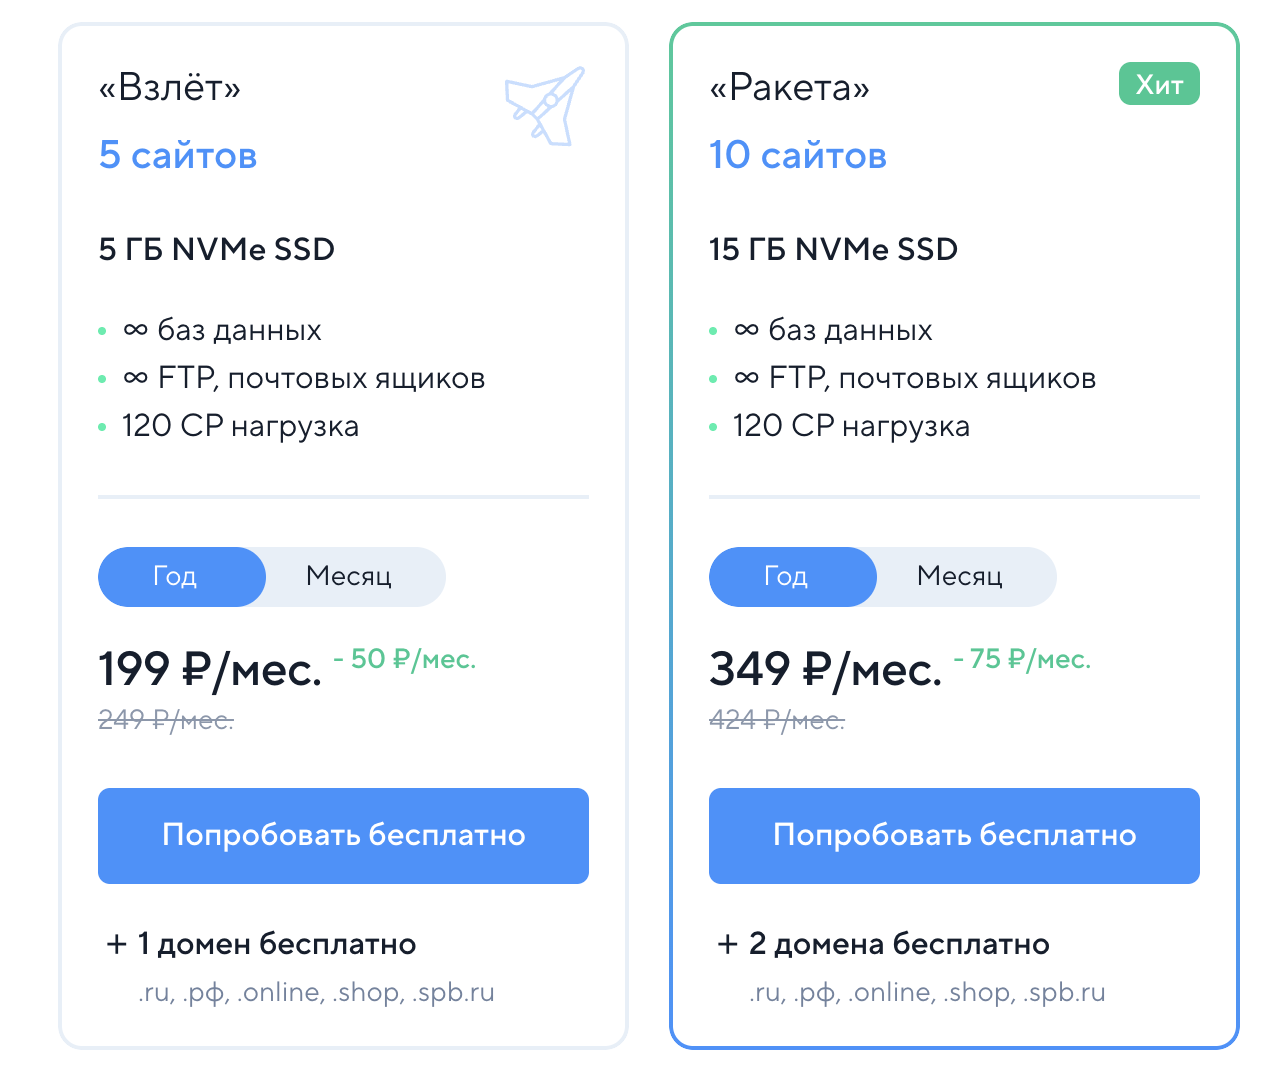 «Взлёт»
5 сайтов
5 ГБ NVMe SSD
∞ баз данных
∞ FTP, почтовых ящиков
120 CP нагрузка
Год Месяц
199 ₽/мес. - 50 ₽/мес.
249 ₽/мес.
Попробовать бесплатно
+ 1 домен бесплатно
.ru, .рф, .online, .shop, .spb.ru
«Ракета»
Хит
10 сайтов
15 ГБ NVMe SSD
∞ баз данных
∞ FTP, почтовых ящиков
120 CP нагрузка
Год Месяц
349 ₽/мес. - 75 ₽/мес.
424 ₽/мес.
Попробовать бесплатно
+ 2 домена бесплатно
.ru, .рф, .online, .shop, .spb.ru